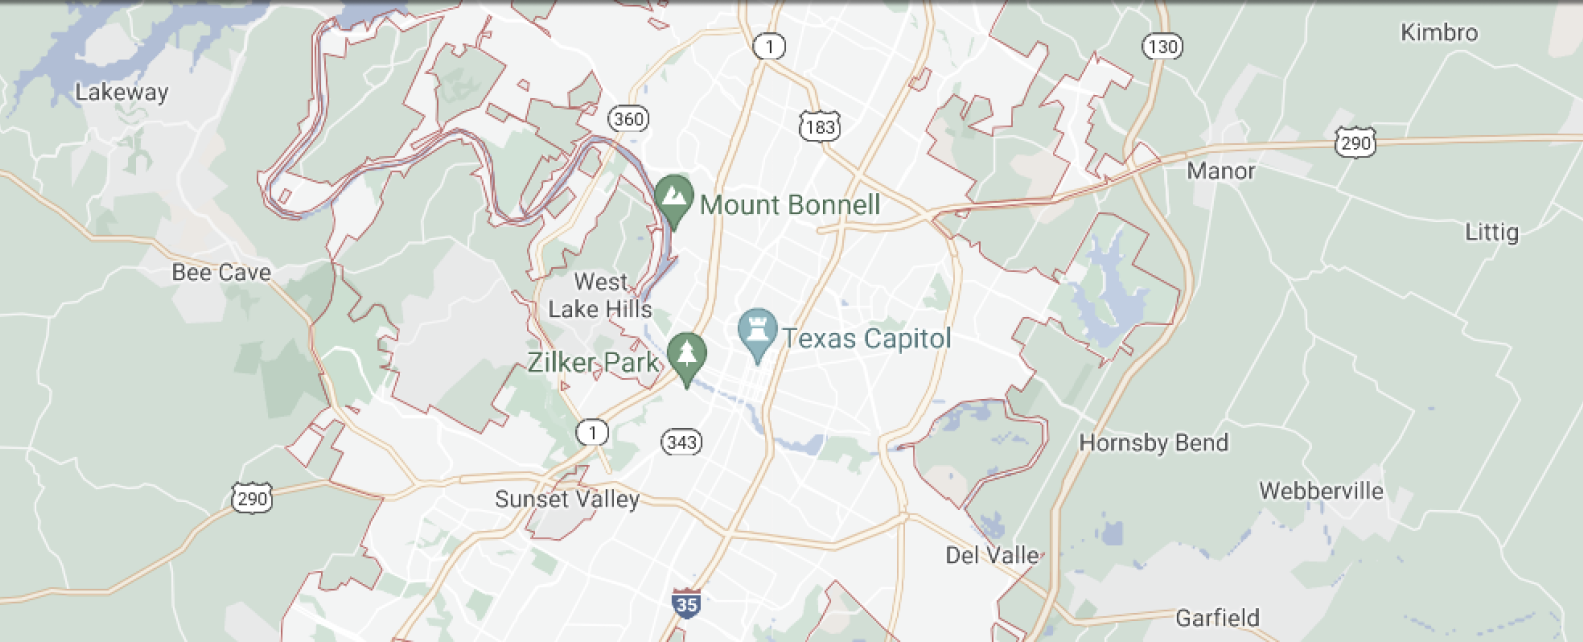 Kimbro
1
130
Lakeway
360
183
290
Manor
Mount Bonnell
Littig
Bee Cave
West
Lake Hills
Texas Capitol
Zilker Park
1
343
Hornsby Bend
290
Sunset Valley
Webberville
Del Valle
35
Garfield